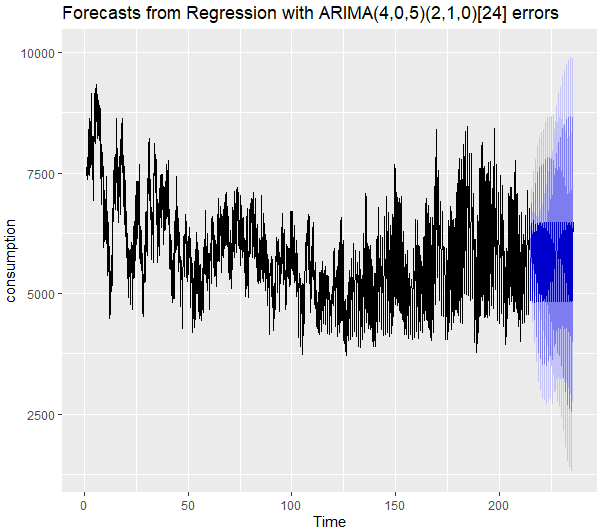 Forecasts from Regression with ARIMA(4,0,5)(2,1,0)[24] errors
10000
7500
5000
2500
consumption
0 50 100 150 200
Time